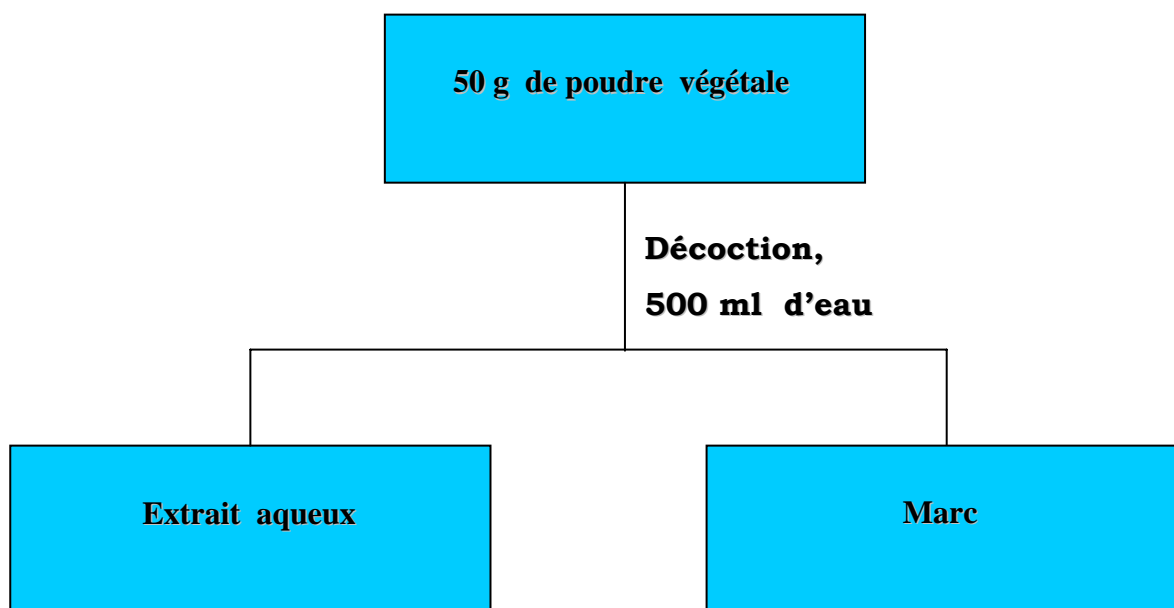 50 g de poudre végétale
Décoction,
500 ml d’eau
Extrait aqueux
Marc